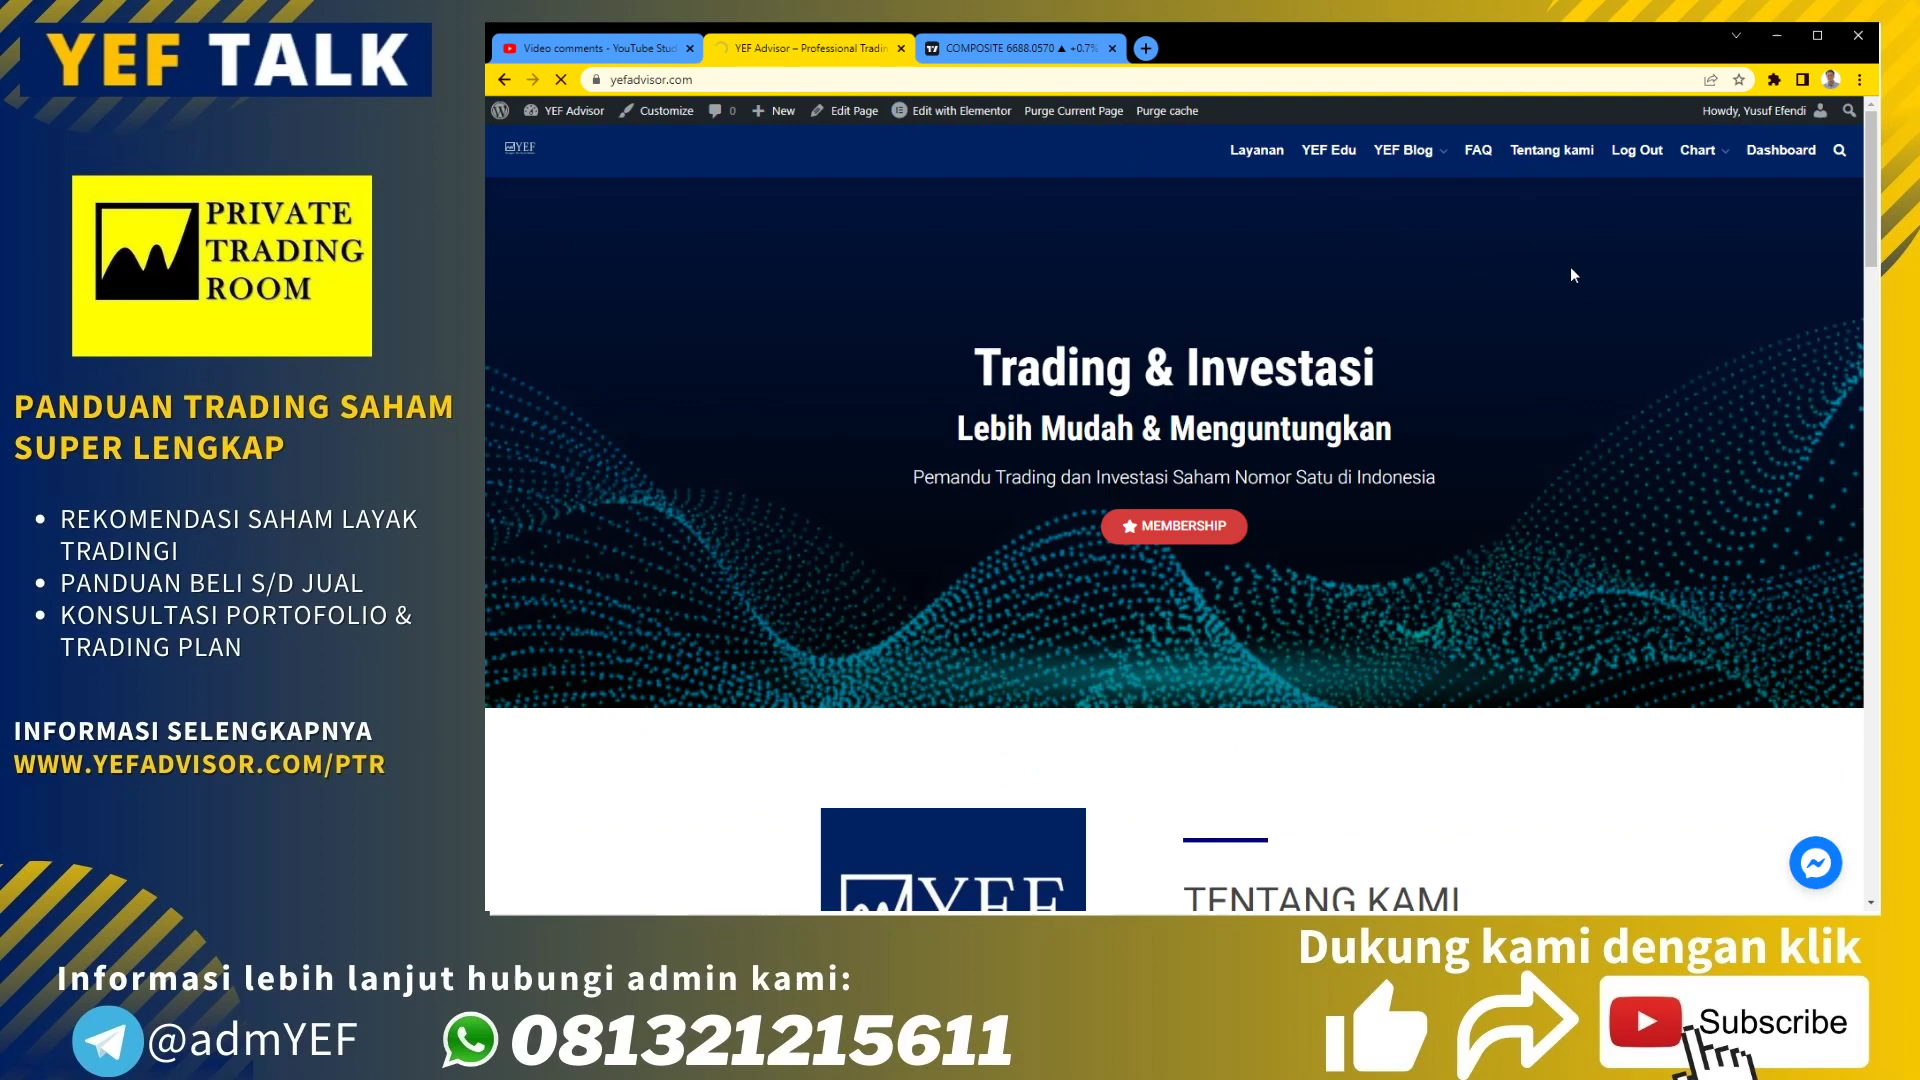 YEF TALK
PRIVATE
TRADING
ROOM
PANDUAN TRADING SAHAM
SUPER LENGKAP
REKOMENDASI SAHAM LAYAK
TRADINGI
PANDUAN BELI S/D JUAL
KONSULTASI PORTOFOLIO &
TRADING PLAN
INFORMASI SELENGKAPNYA
WWW.YEFADVISOR.COM/PTR
Video comments - YouTube Stud
YEF Advisor – Professional Tradin
COMPOSITE 6688.0570 ▲ +0.7%
yefadvisor.com
YEF Advisor Customize 0 New Edit Page Edit with Elementor Purge Current Page Purge cache Howdy, Yusuf Efendi
YEF Layanan YEF Edu YEF Blog FAQ Tentang kami Log Out Chart Dashboard
Trading & Investasi
Lebih Mudah & Menguntungkan
Pemandu Trading dan Investasi Saham Nomor Satu di Indonesia
MEMBERSHIP
YEF
TENTANG KAMI
Informasi lebih lanjut hubungi admin kami:
@admYEF 081321215611
Dukung kami dengan klik
Subscribe